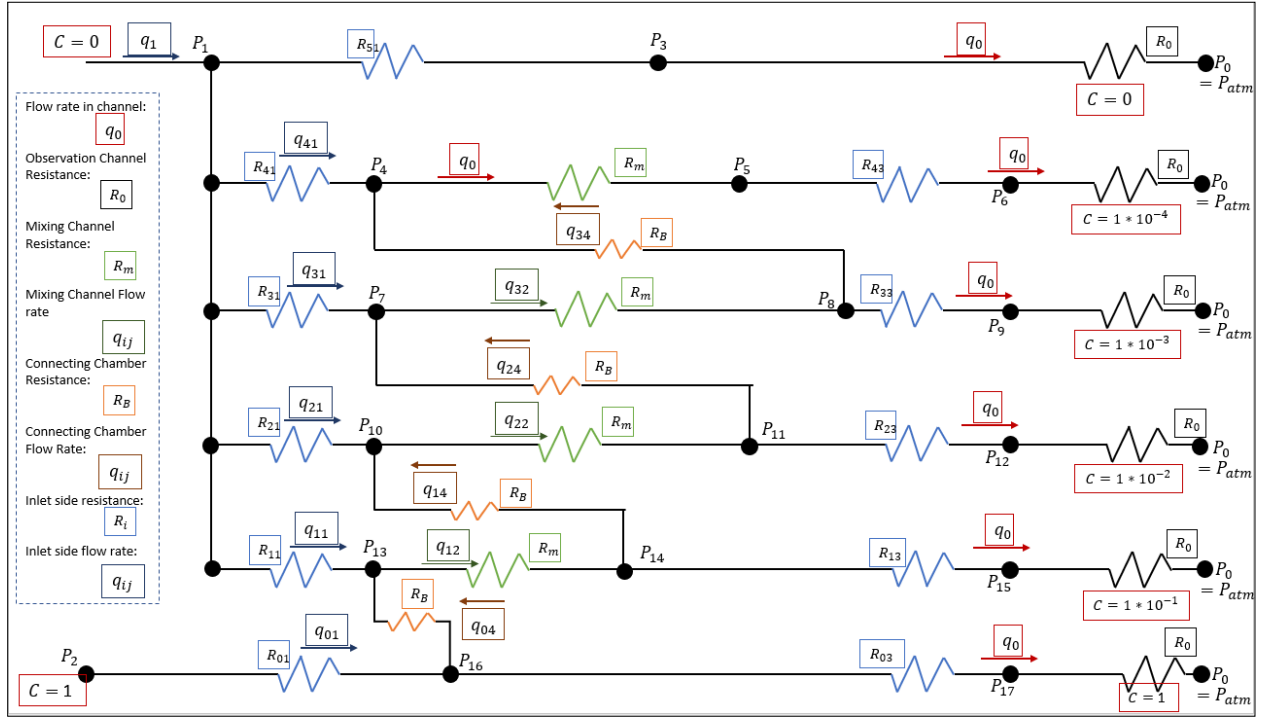 C = 0
q₁
P₁
R₅₁
P₃
q₀
R₀
P₀
= Pₐₜₘ
C = 0
Flow rate in channel:
q₀
Observation Channel
Resistance:
R₀
Mixing Channel
Resistance:
Rₘ
Mixing Channel Flow
rate
qᵢⱼ
Connecting Chamber
Resistance:
R_B
Connecting Chamber
Flow Rate:
qᵢⱼ
Inlet side resistance:
Rᵢ
Inlet side flow rate:
qᵢⱼ
R₄₁
q₄₁
P₄
q₀
Rₘ
P₅
R₄₃
q₀
P₆
R₀
P₀
= Pₐₜₘ
C = 1 * 10⁻⁴
q₃₄
R_B
R₃₁
q₃₁
P₇
q₃₂
Rₘ
P₈
R₃₃
q₀
P₉
R₀
P₀
= Pₐₜₘ
C = 1 * 10⁻³
q₂₄
R_B
R₂₁
q₂₁
P₁₀
q₂₂
Rₘ
P₁₁
R₂₃
q₀
P₁₂
R₀
P₀
= Pₐₜₘ
C = 1 * 10⁻²
q₁₄
R_B
R₁₁
q₁₁
P₁₃
q₁₂
Rₘ
P₁₄
R₁₃
q₀
P₁₅
R₀
P₀
= Pₐₜₘ
C = 1 * 10⁻¹
R_B
q₀₄
P₂
C = 1
R₀₁
q₀₁
P₁₆
R₀₃
q₀
P₁₇
R₀
P₀
= Pₐₜₘ
C = 1